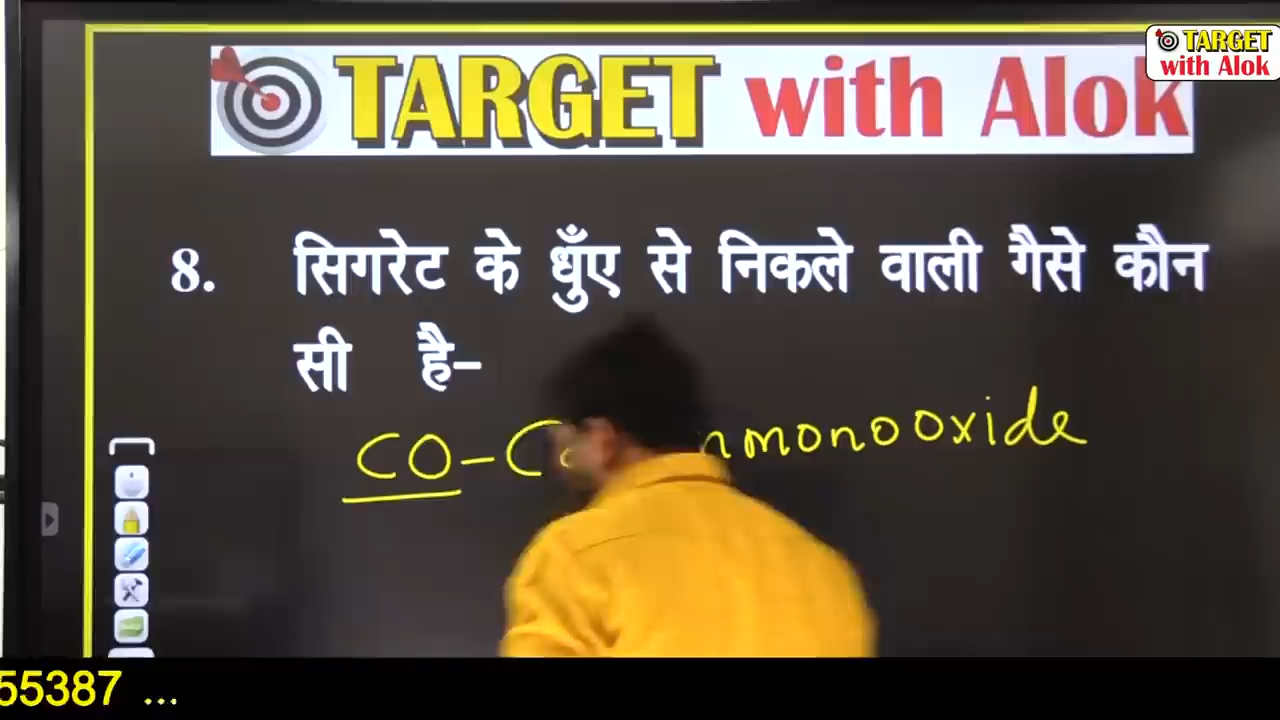 TARGET with Alok
TARGET
with Alok
8. सिगरेट के धुँए से निकले वाली गैसे कौन
सी है-
CO-
monooxide
55387 ...